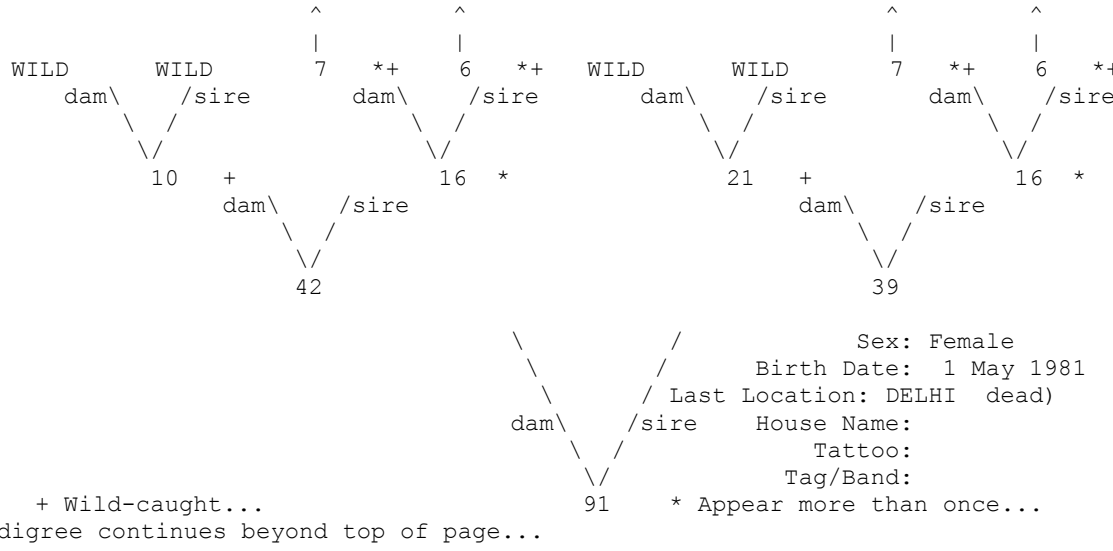 ^ ^ ^ ^
| | | |
WILD WILD 7 *+ 6 *+ WILD WILD 7 *+ 6 *+
dam\ /sire dam\ /sire dam\ /sire dam\ /sire
\ / \ / \ / \ /
\/ \/ \/ \/
10 + 16 * 21 + 16 *
dam\ /sire dam\ /sire
\ / \ /
\/ \/
42 39
\ / Sex: Female
\ / Birth Date: 1 May 1981
\ / Last Location: DELHI dead)
dam\ /sire House Name:
\ / Tattoo:
\/ Tag/Band:
+ Wild-caught... 91 * Appear more than once...
digree continues beyond top of page...